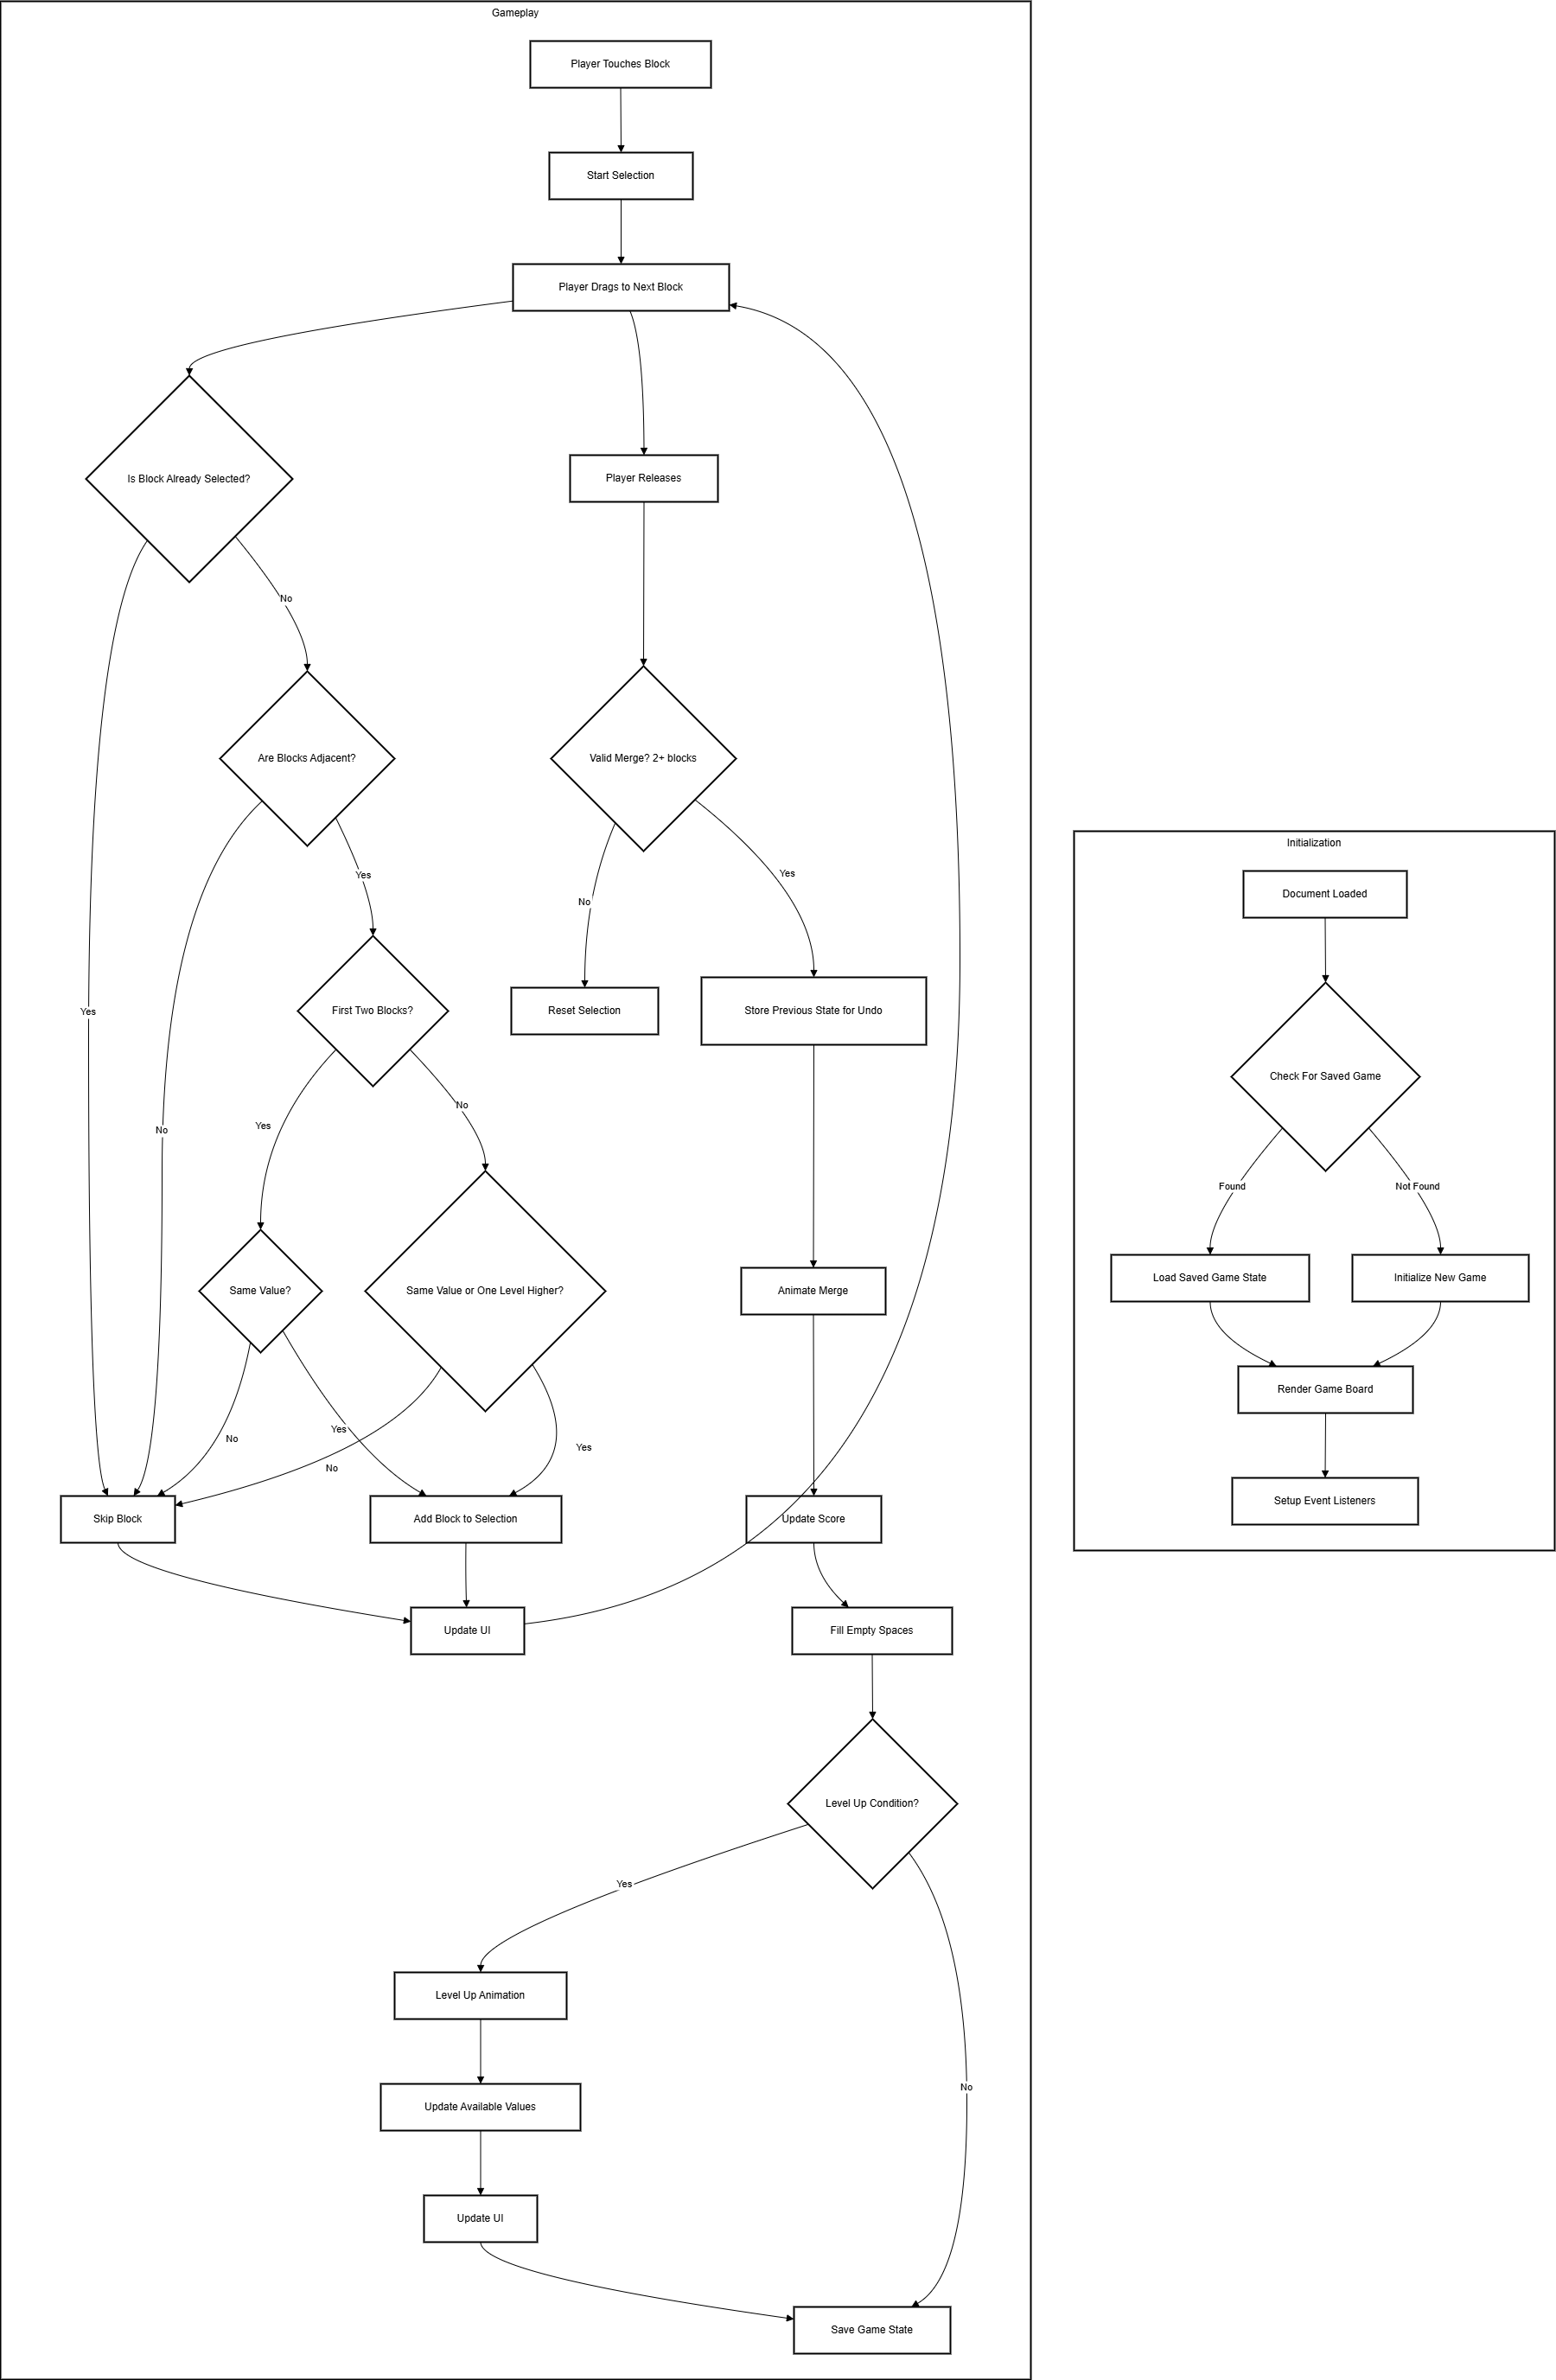 Gameplay
Player Touches Block
Start Selection
Player Drags to Next Block
Is Block Already Selected?
Player Releases
No
Are Blocks Adjacent?
Valid Merge? 2+ blocks
Yes
Yes
No
Yes
First Two Blocks?
Reset Selection
Store Previous State for Undo
No
Yes
No
Same Value?
Same Value or One Level Higher?
Animate Merge
Yes
No
Yes
No
Skip Block
Add Block to Selection
Update Score
Update UI
Fill Empty Spaces
Level Up Condition?
Yes
Level Up Animation
No
Update Available Values
Update UI
Save Game State
Initialization
Document Loaded
Check For Saved Game
Found
Not Found
Load Saved Game State
Initialize New Game
Render Game Board
Setup Event Listeners